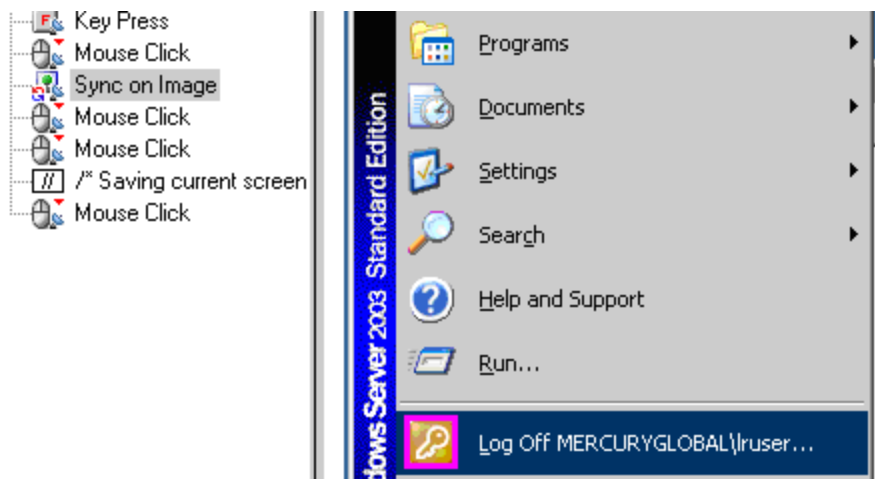 Key Press
Mouse Click
Sync on Image
Mouse Click
Mouse Click
// /* Saving current screen
Mouse Click
dows Server 2003 Standard Edition
Programs
Documents
Settings
Search
Help and Support
Run...
Log Off MERCURYGLOBAL\lruser...